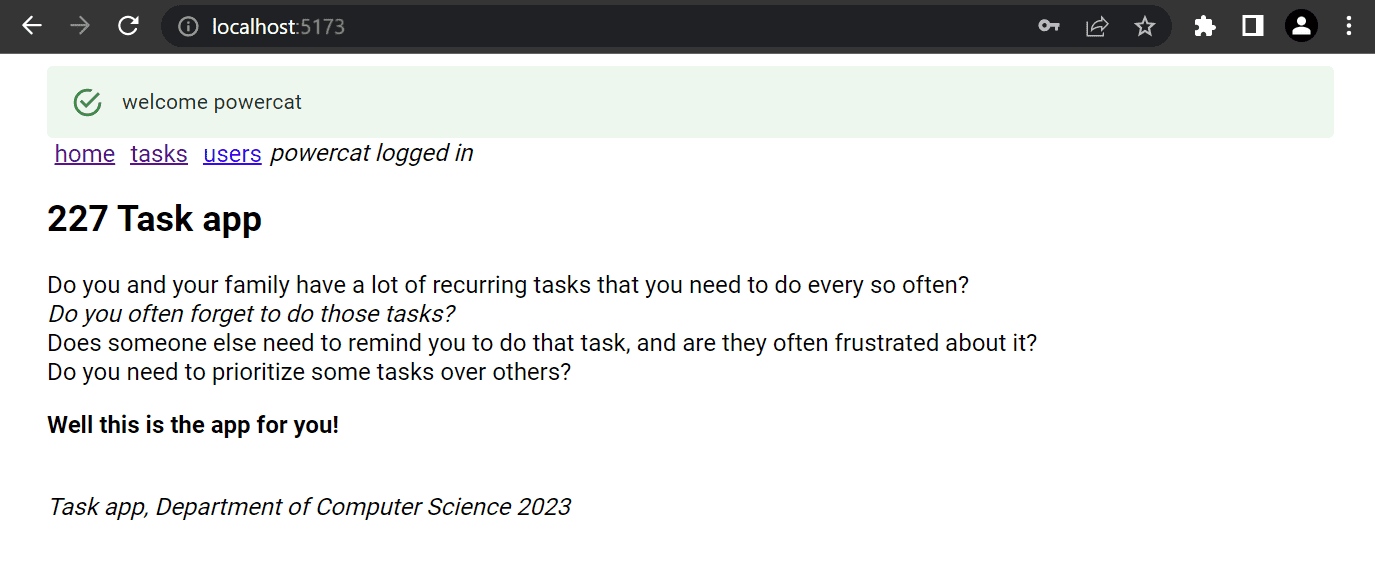 localhost:5173
welcome powercat
home tasks users powercat logged in
227 Task app
Do you and your family have a lot of recurring tasks that you need to do every so often?
Do you often forget to do those tasks?
Does someone else need to remind you to do that task, and are they often frustrated about it?
Do you need to prioritize some tasks over others?
Well this is the app for you!
Task app, Department of Computer Science 2023